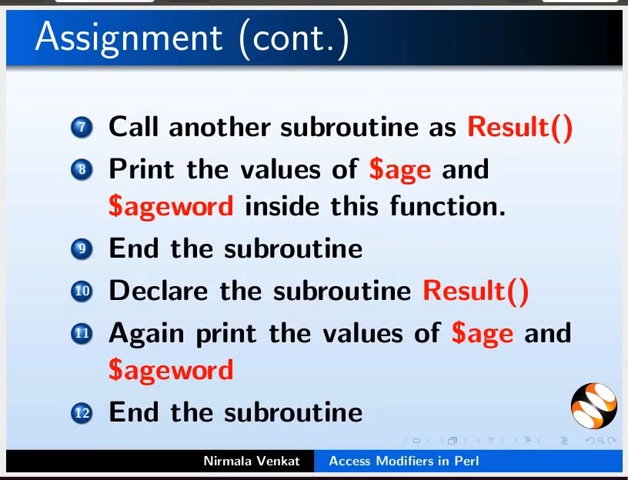 Assignment (cont.)
7 Call another subroutine as Result()
8 Print the values of $age and
$ageword inside this function.
9 End the subroutine
10 Declare the subroutine Result()
11 Again print the values of $age and
$ageword
12 End the subroutine
Nirmala Venkat Access Modifiers in Perl